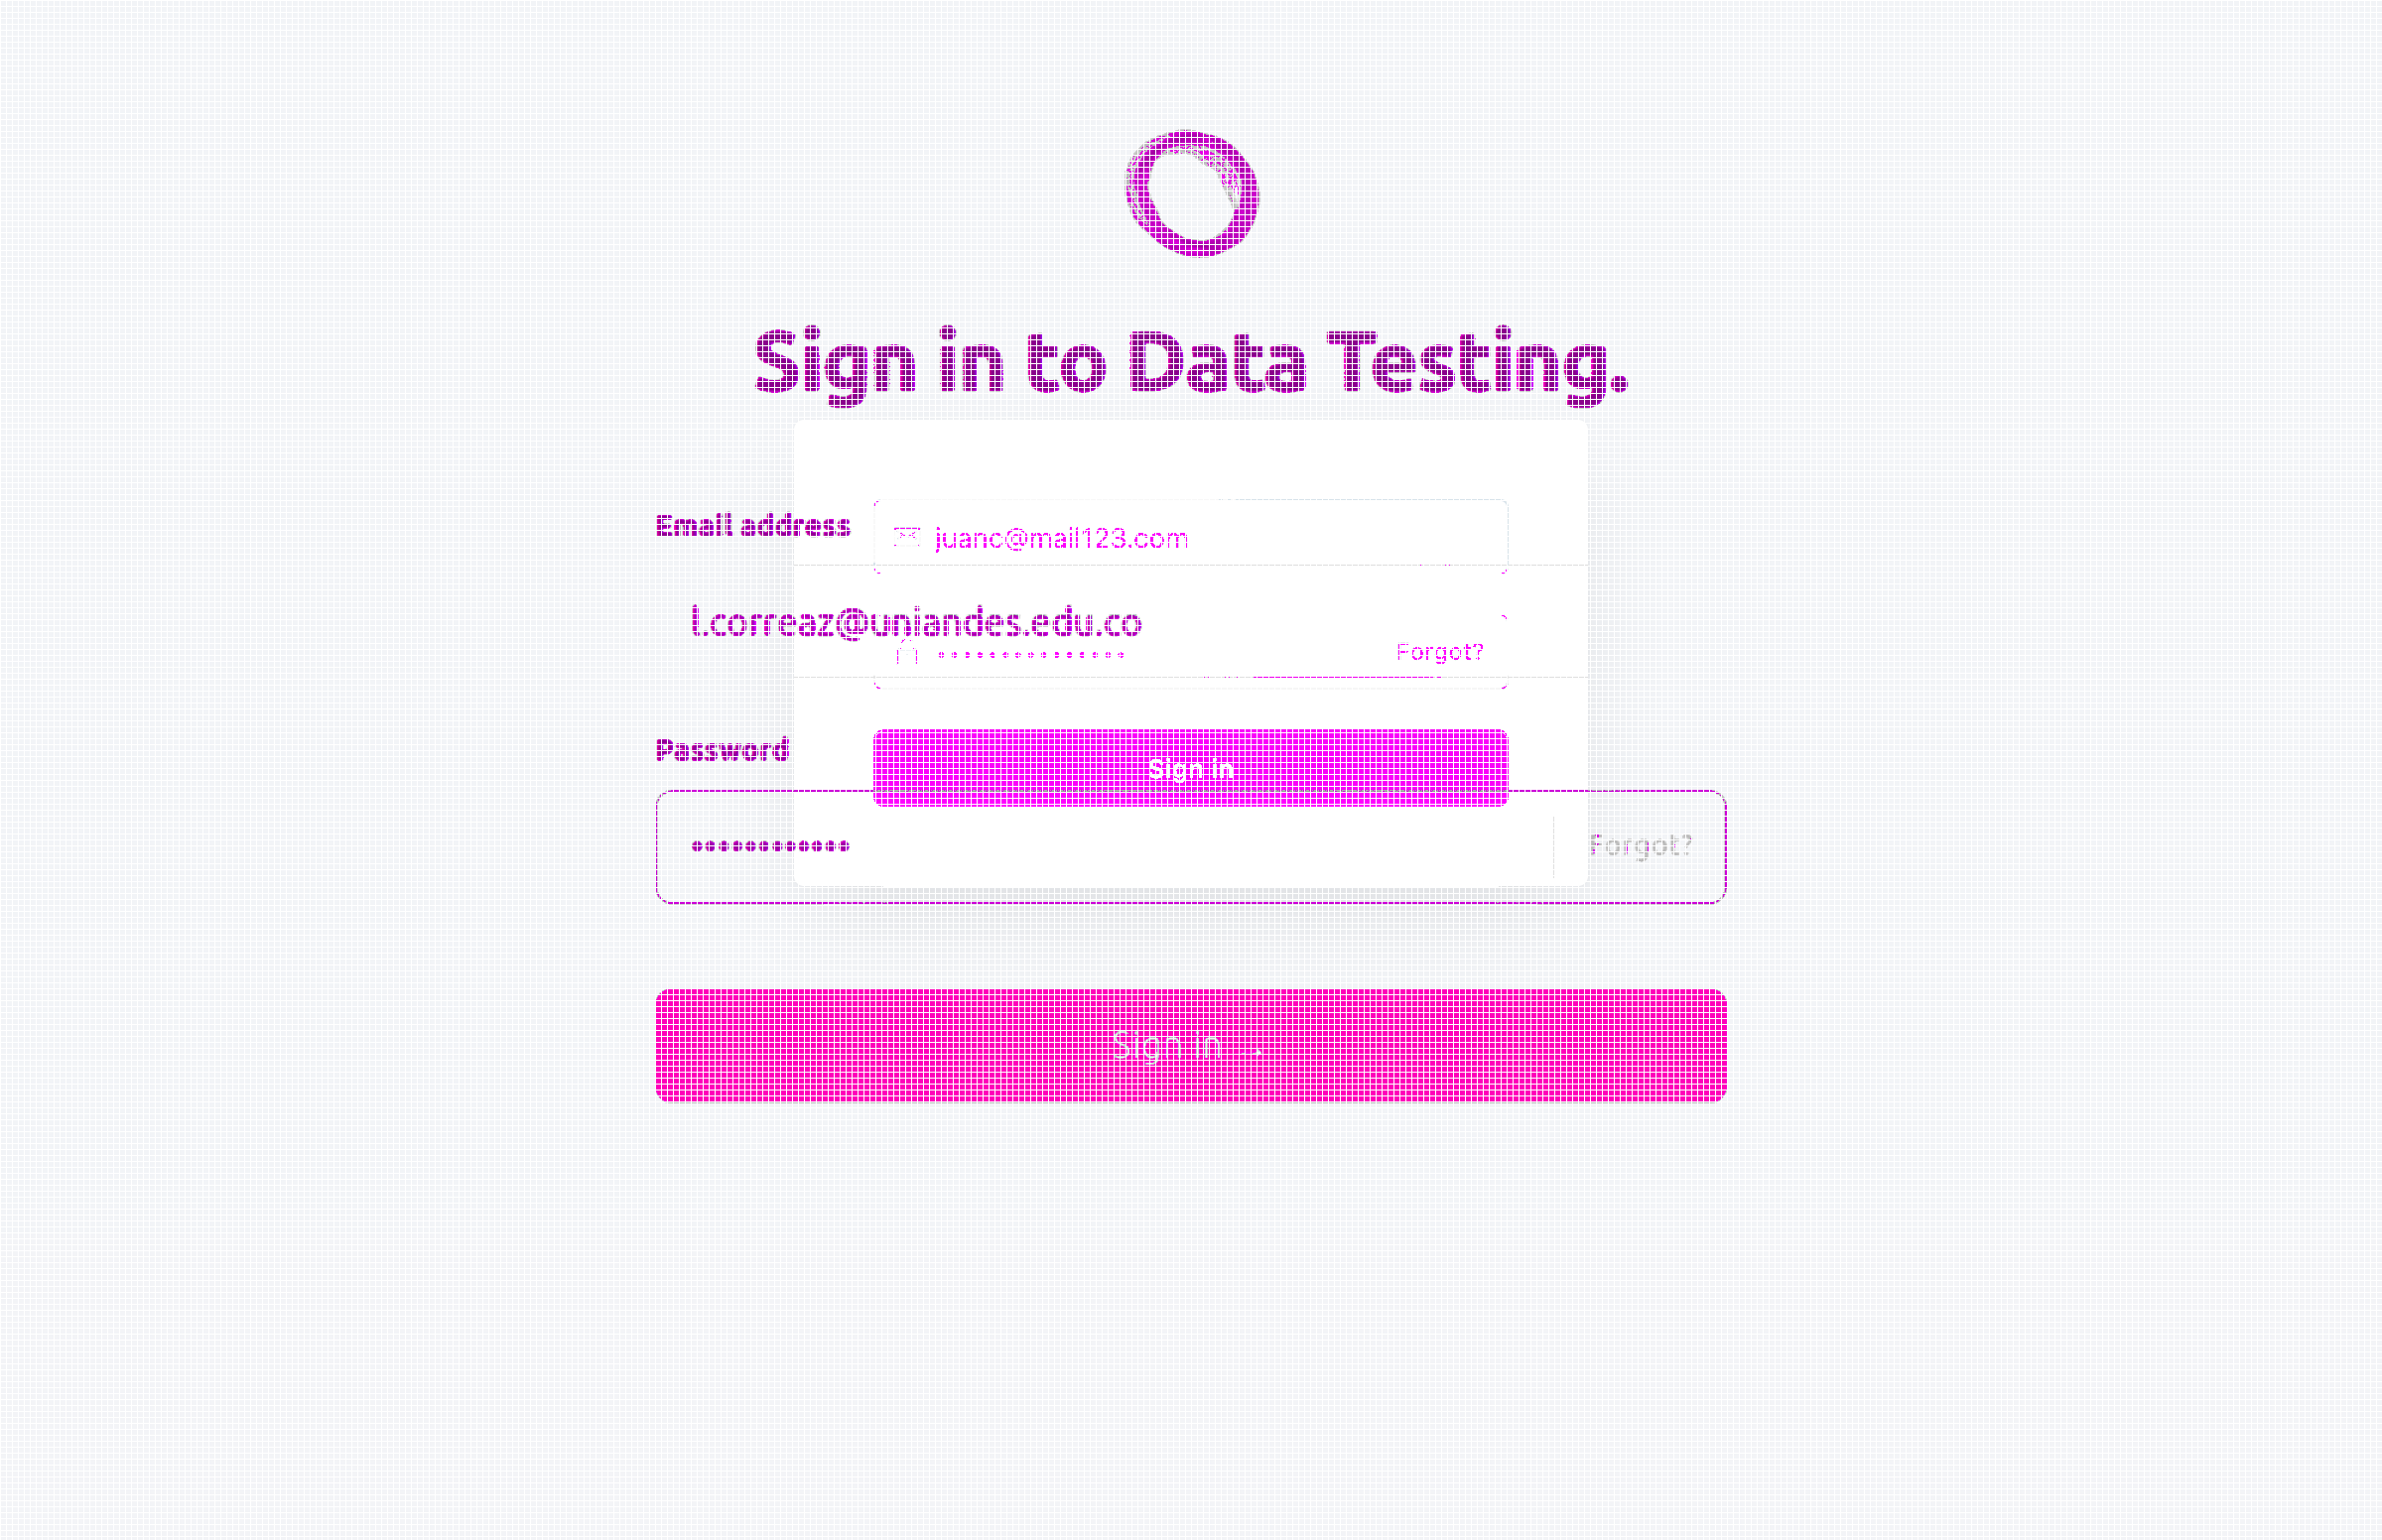 Sign in to Data Testing.
Email address
juanc@mail123.com
l.correaz@uniandes.edu.co
•••••••••••••••
Forgot?
Password
Sign in
••••••••••••
Forgot?
Sign in →